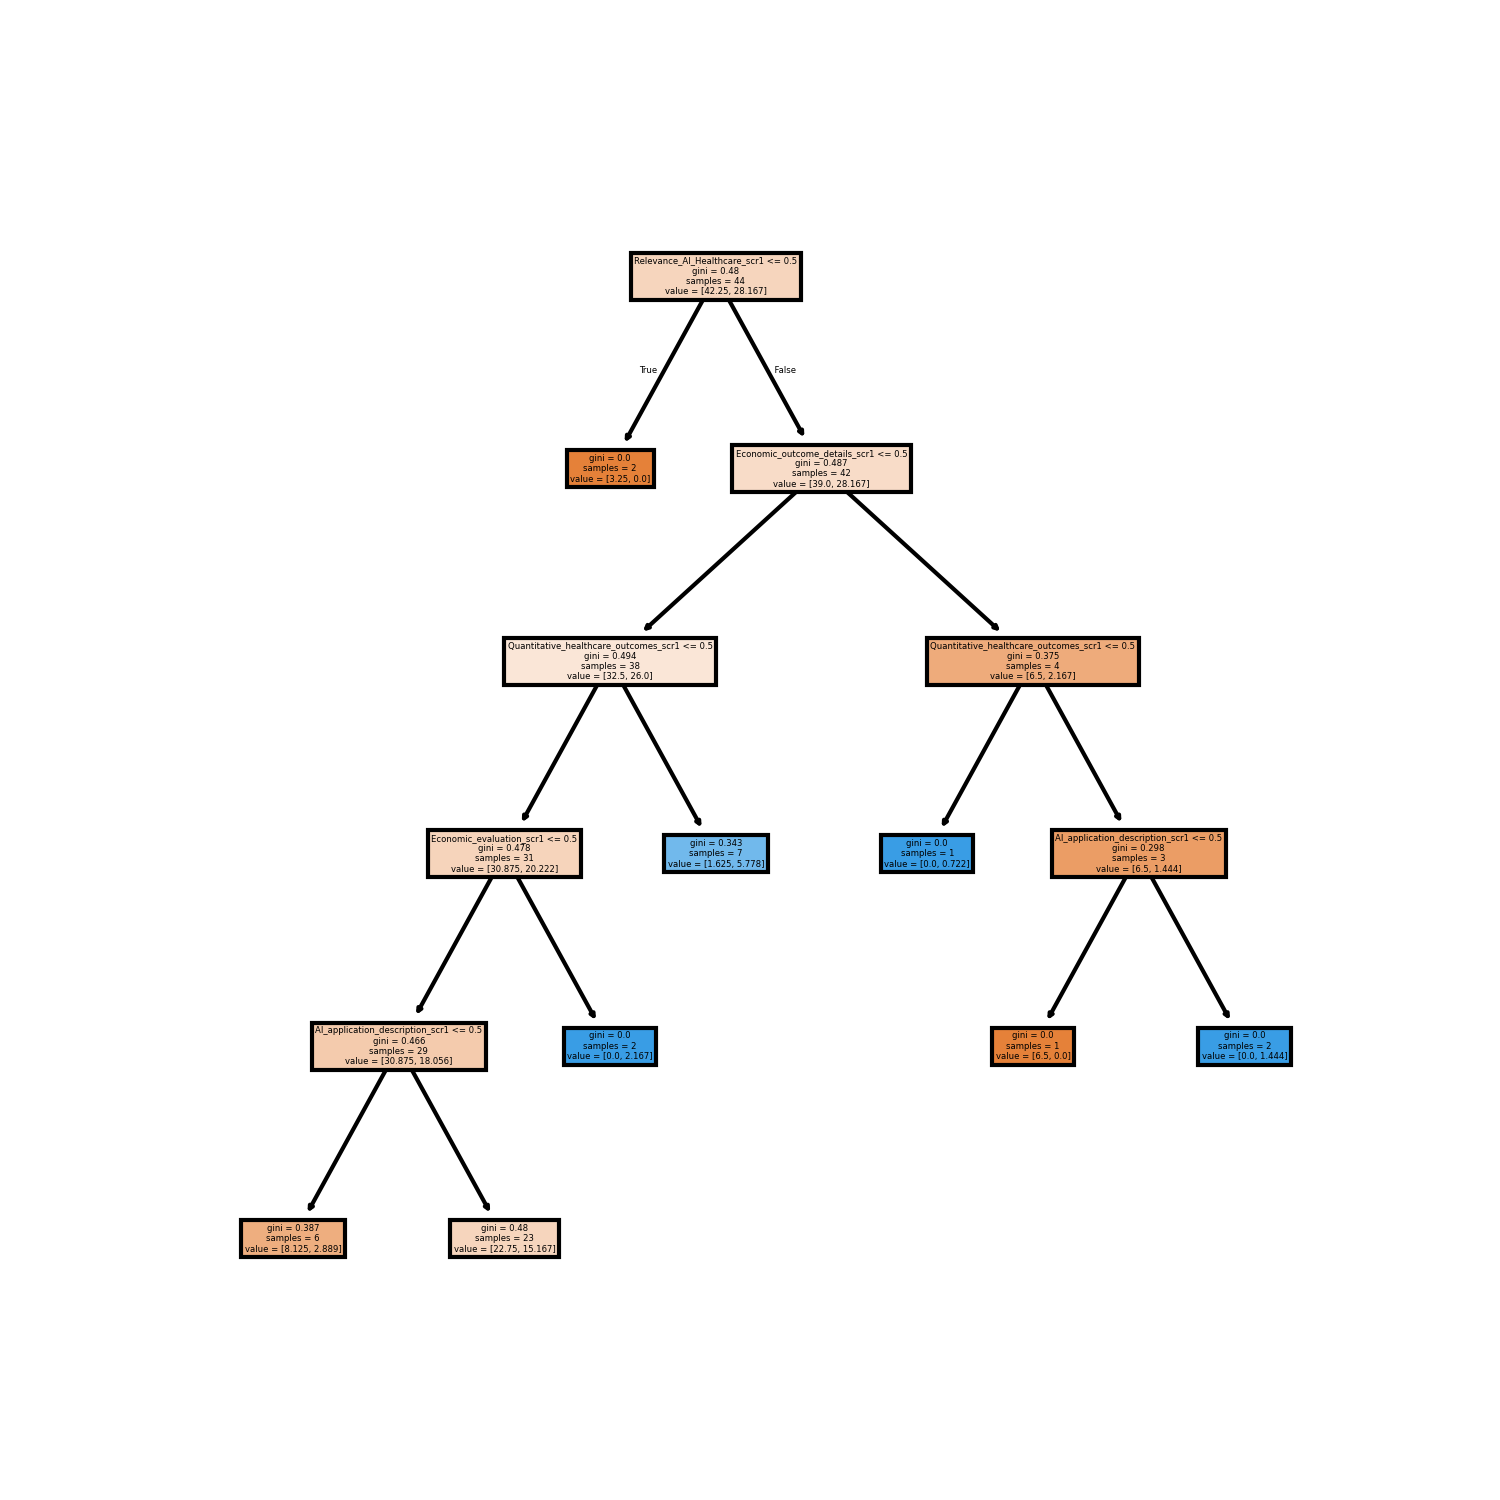 Relevance_AI_Healthcare_scr1 <= 0.5
gini = 0.48
samples = 44
value = [42.25, 28.167]
True
False
gini = 0.0
samples = 2
value = [3.25, 0.0]
Economic_outcome_details_scr1 <= 0.5
gini = 0.487
samples = 42
value = [39.0, 28.167]
Quantitative_healthcare_outcomes_scr1 <= 0.5
gini = 0.494
samples = 38
value = [32.5, 26.0]
Quantitative_healthcare_outcomes_scr1 <= 0.5
gini = 0.375
samples = 4
value = [6.5, 2.167]
Economic_evaluation_scr1 <= 0.5
gini = 0.478
samples = 31
value = [30.875, 20.222]
gini = 0.343
samples = 7
value = [1.625, 5.778]
gini = 0.0
samples = 1
value = [0.0, 0.722]
AI_application_description_scr1 <= 0.5
gini = 0.298
samples = 3
value = [6.5, 1.444]
AI_application_description_scr1 <= 0.5
gini = 0.466
samples = 29
value = [30.875, 18.056]
gini = 0.0
samples = 2
value = [0.0, 2.167]
gini = 0.0
samples = 1
value = [6.5, 0.0]
gini = 0.0
samples = 2
value = [0.0, 1.444]
gini = 0.387
samples = 6
value = [8.125, 2.889]
gini = 0.48
samples = 23
value = [22.75, 15.167]